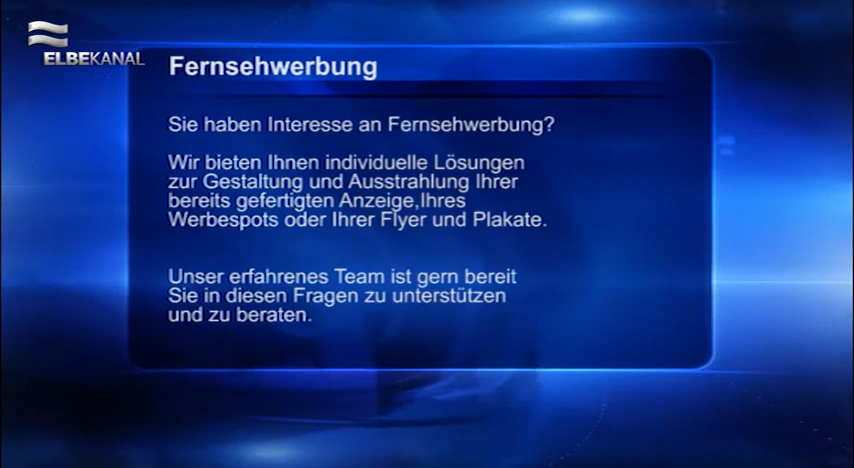 ELBEKANAL
Fernsehwerbung
Sie haben Interesse an Fernsehwerbung?
Wir bieten Ihnen individuelle Lösungen
zur Gestaltung und Ausstrahlung Ihrer
bereits gefertigten Anzeige,Ihres
Werbespots oder Ihrer Flyer und Plakate.
Unser erfahrenes Team ist gern bereit
Sie in diesen Fragen zu unterstützen
und zu beraten.